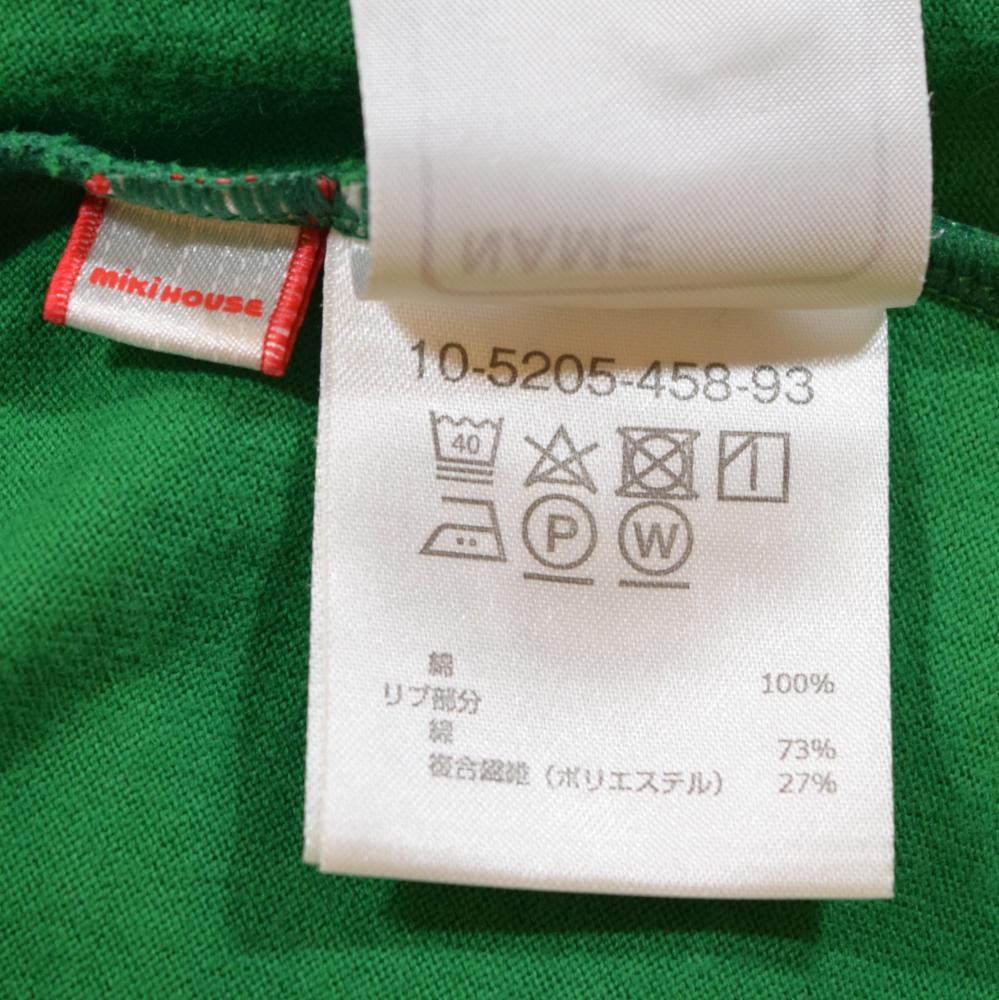 NAME
miKiHOUSE
10-5205-458-93
40
P W
綿 100%
リブ部分
綿 73%
複合繊維（ポリエステル） 27%